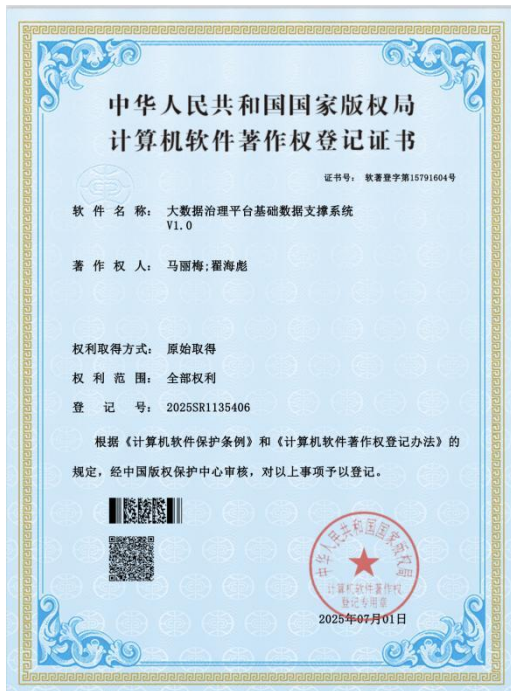 中华人民共和国国家版权局
计算机软件著作权登记证书
证书号： 软著登字第15791604号
软 件 名 称： 大数据治理平台基础数据支撑系统
V1.0
著 作 权 人： 马丽梅;翟海彪
权利取得方式： 原始取得
权 利 范 围： 全部权利
登 记 号： 2025SR1135406
根据《计算机软件保护条例》和《计算机软件著作权登记办法》的
规定，经中国版权保护中心审核，对以上事项予以登记。
中华人民共和国国家版权局
计算机软件著作权
登记专用章
2025年07月01日